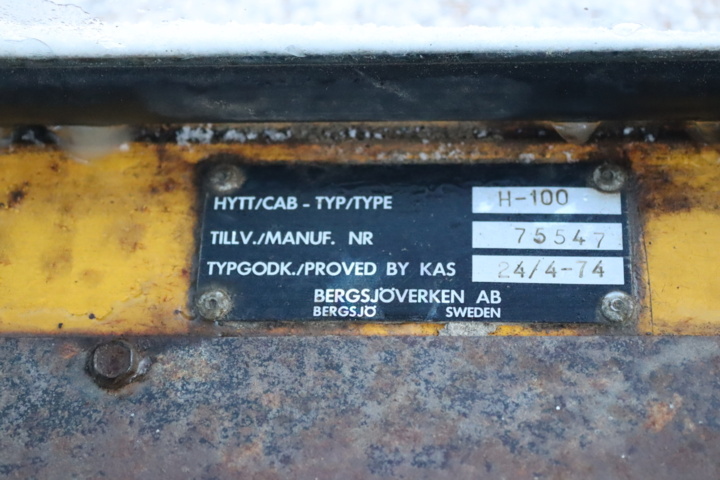 HYTT/CAB - TYP/TYPE H-100
TILLV./MANUF. NR 75547
TYPGODK./PROVED BY KAS 24/4-74
BERGSJÖVERKEN AB
BERGSJÖ SWEDEN